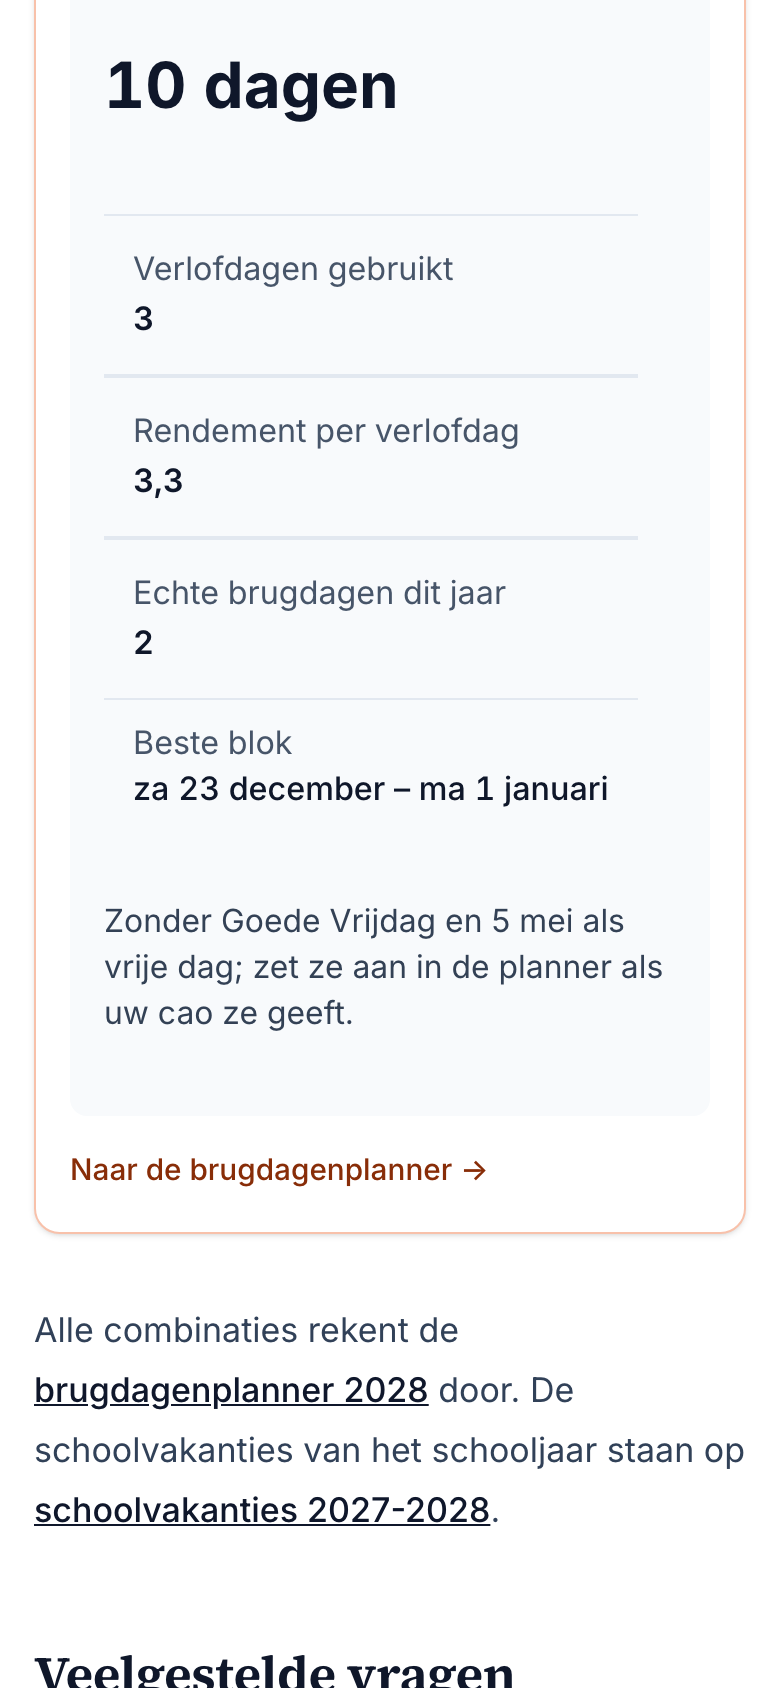 10 dagen
Verlofdagen gebruikt
3
Rendement per verlofdag
3,3
Echte brugdagen dit jaar
2
Beste blok
za 23 december – ma 1 januari
Zonder Goede Vrijdag en 5 mei als
vrije dag; zet ze aan in de planner als
uw cao ze geeft.
Naar de brugdagenplanner →
Alle combinaties rekent de
brugdagenplanner 2028 door. De
schoolvakanties van het schooljaar staan op
schoolvakanties 2027-2028.
Veelgestelde vragen